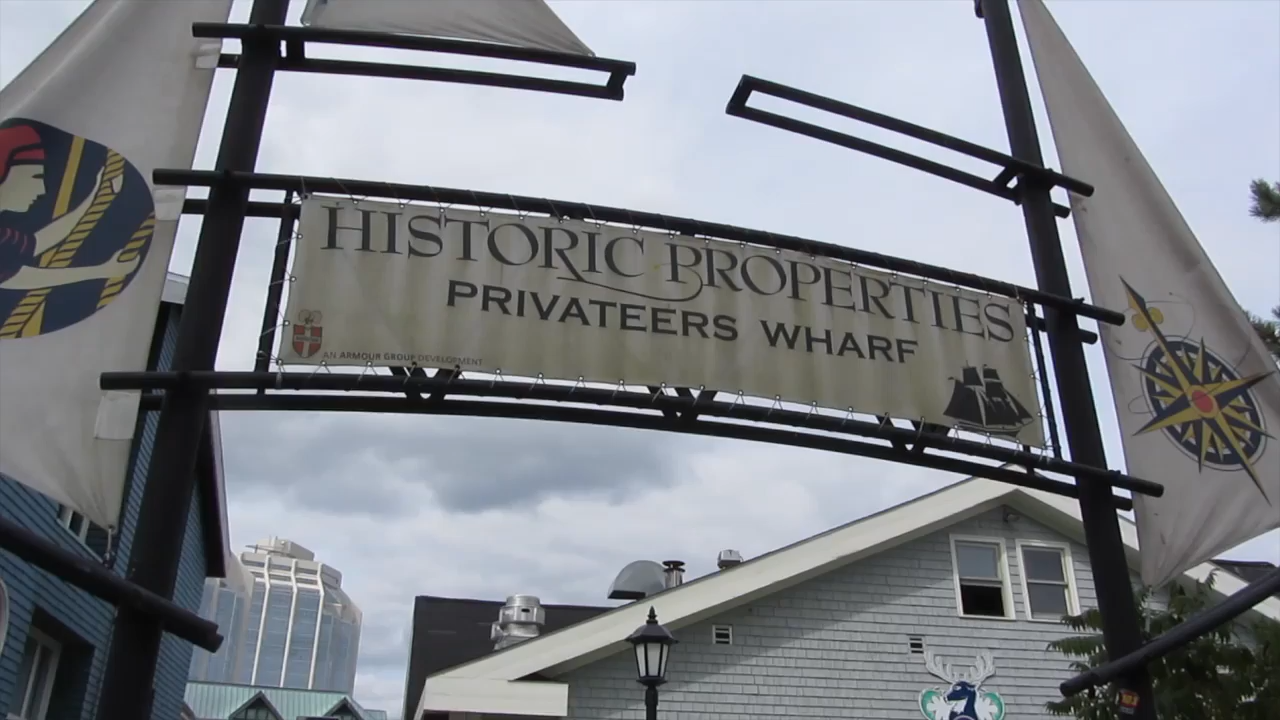 HISTORIC PROPERTIES
PRIVATEERS WHARF
AN ARMOUR GROUP DEVELOPMENT